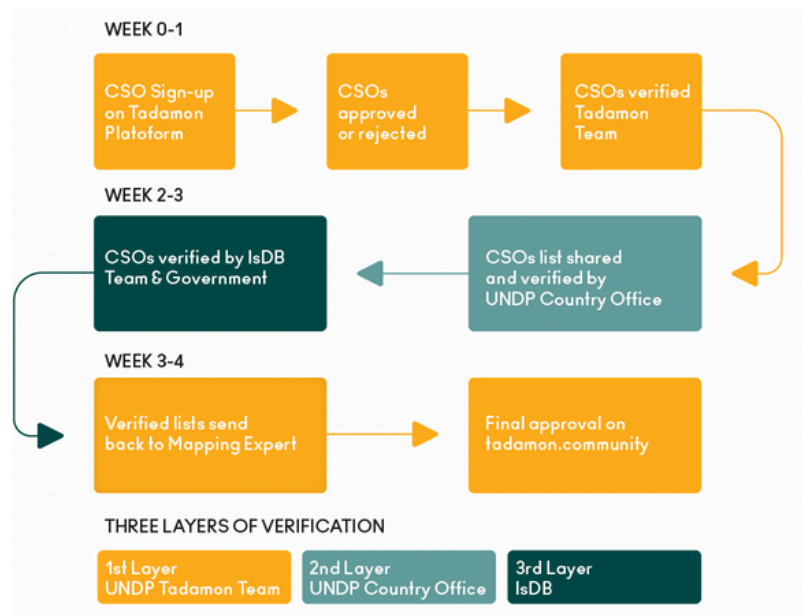 WEEK 0-1
CSO Sign-up
on Tadamon
Platoform
CSOs
approved
or rejected
CSOs verified
Tadamon
Team
WEEK 2-3
CSOs list shared
and verified by
UNDP Country Office
CSOs verified by IsDB
Team & Government
WEEK 3-4
Verified lists send
back to Mapping Expert
Final approval on
tadamon.community
THREE LAYERS OF VERIFICATION
1st Layer
UNDP Tadamon Team
2nd Layer
UNDP Country Office
3rd Layer
IsDB